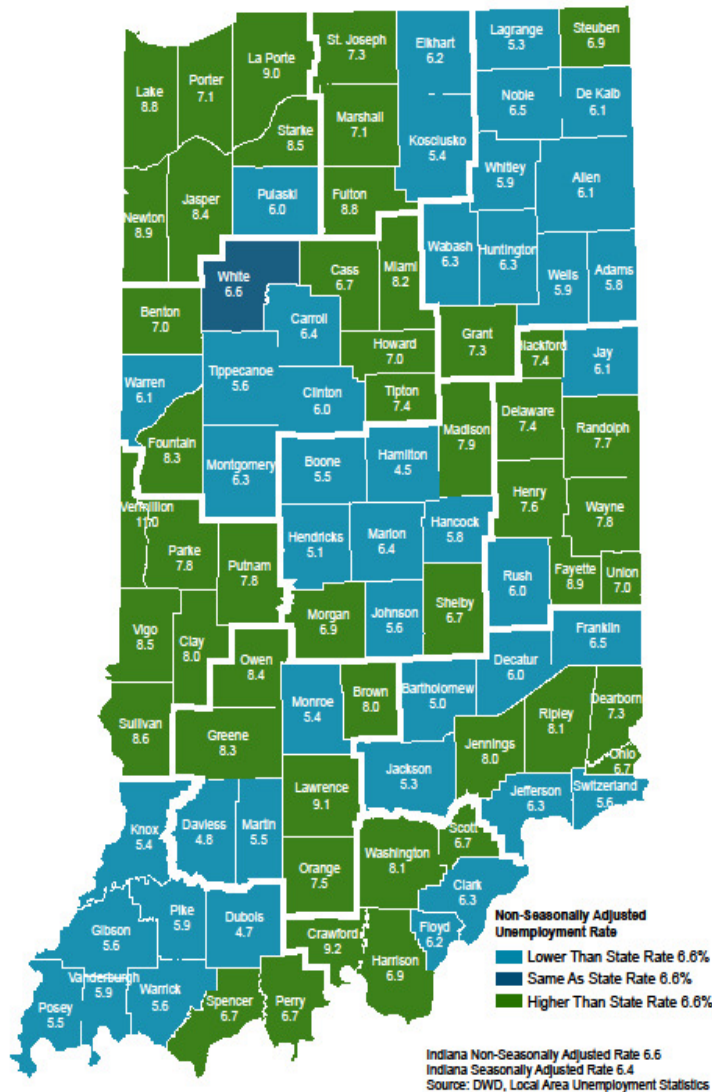 St. Joseph
7.3
Elkhart
6.2
Lagrange
5.3
Steuben
6.9
La Porte
9.0
Porter
7.1
Lake
8.8
Noble
6.5
De Kalb
6.1
Marshall
7.1
Starke
8.5
Kosciusko
5.4
Whitley
5.9
Allen
6.1
Pulaski
6.0
Fulton
8.8
Jasper
8.4
Newton
8.9
Wabash
6.3
Huntington
6.3
Wells
5.9
Adams
5.8
White
6.6
Cass
6.7
Miami
8.2
Benton
7.0
Carroll
6.4
Howard
7.0
Grant
7.3
Blackford
7.4
Jay
6.1
Warren
6.1
Tippecanoe
5.6
Clinton
6.0
Tipton
7.4
Madison
7.9
Delaware
7.4
Randolph
7.7
Fountain
8.3
Montgomery
6.3
Boone
5.5
Hamilton
4.5
Henry
7.6
Wayne
7.8
Vermillion
11.0
Parke
7.8
Putnam
7.8
Hendricks
5.1
Marion
6.4
Hancock
5.8
Rush
6.0
Fayette
8.9
Union
7.0
Vigo
8.5
Clay
8.0
Morgan
6.9
Johnson
5.6
Shelby
6.7
Franklin
6.5
Owen
8.4
Decatur
6.0
Monroe
5.4
Brown
8.0
Bartholomew
5.0
Dearborn
7.3
Ripley
8.1
Sullivan
8.6
Greene
8.3
Jennings
8.0
Ohio
6.7
Jackson
5.3
Lawrence
9.1
Jefferson
6.3
Switzerland
5.6
Knox
5.4
Daviess
4.8
Martin
5.5
Orange
7.5
Washington
8.1
Scott
6.7
Clark
6.3
Gibson
5.6
Pike
5.9
Dubois
4.7
Crawford
9.2
Floyd
6.2
Harrison
6.9
Posey
5.5
Vanderburgh
5.9
Warrick
5.6
Spencer
6.7
Perry
6.7
Non-Seasonally Adjusted
Unemployment Rate
Lower Than State Rate 6.6%
Same As State Rate 6.6%
Higher Than State Rate 6.6%
Indiana Non-Seasonally Adjusted Rate 6.6
Indiana Seasonally Adjusted Rate 6.4
Source: DWD, Local Area Unemployment Statistics